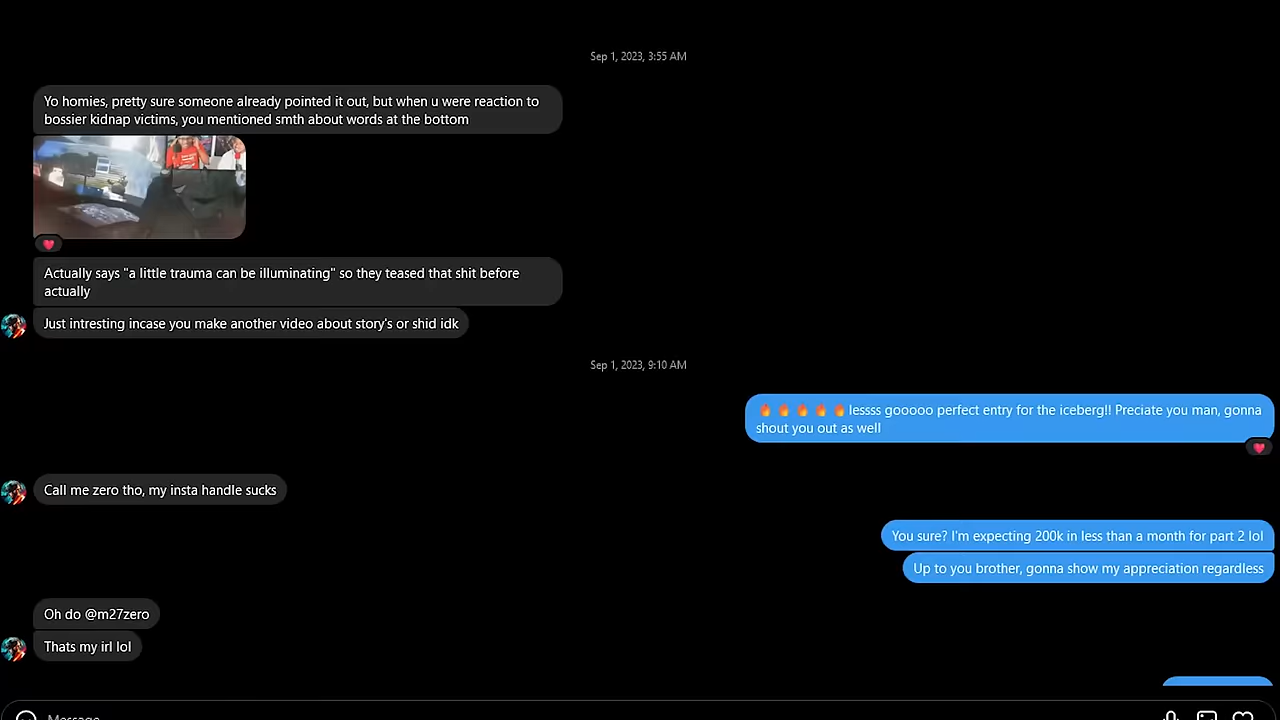 Sep 1, 2023, 3:55 AM
Yo homies, pretty sure someone already pointed it out, but when u were reaction to
bossier kidnap victims, you mentioned smth about words at the bottom
Actually says "a little trauma can be illuminating" so they teased that shit before
actually
Just intresting incase you make another video about story's or shid idk
Sep 1, 2023, 9:10 AM
🔥 🔥 🔥 🔥 🔥 lessss gooooo perfect entry for the iceberg!! Preciate you man, gonna
shout you out as well
Call me zero tho, my insta handle sucks
You sure? I'm expecting 200k in less than a month for part 2 lol
Up to you brother, gonna show my appreciation regardless
Oh do @m27zero
Thats my irl lol
Message